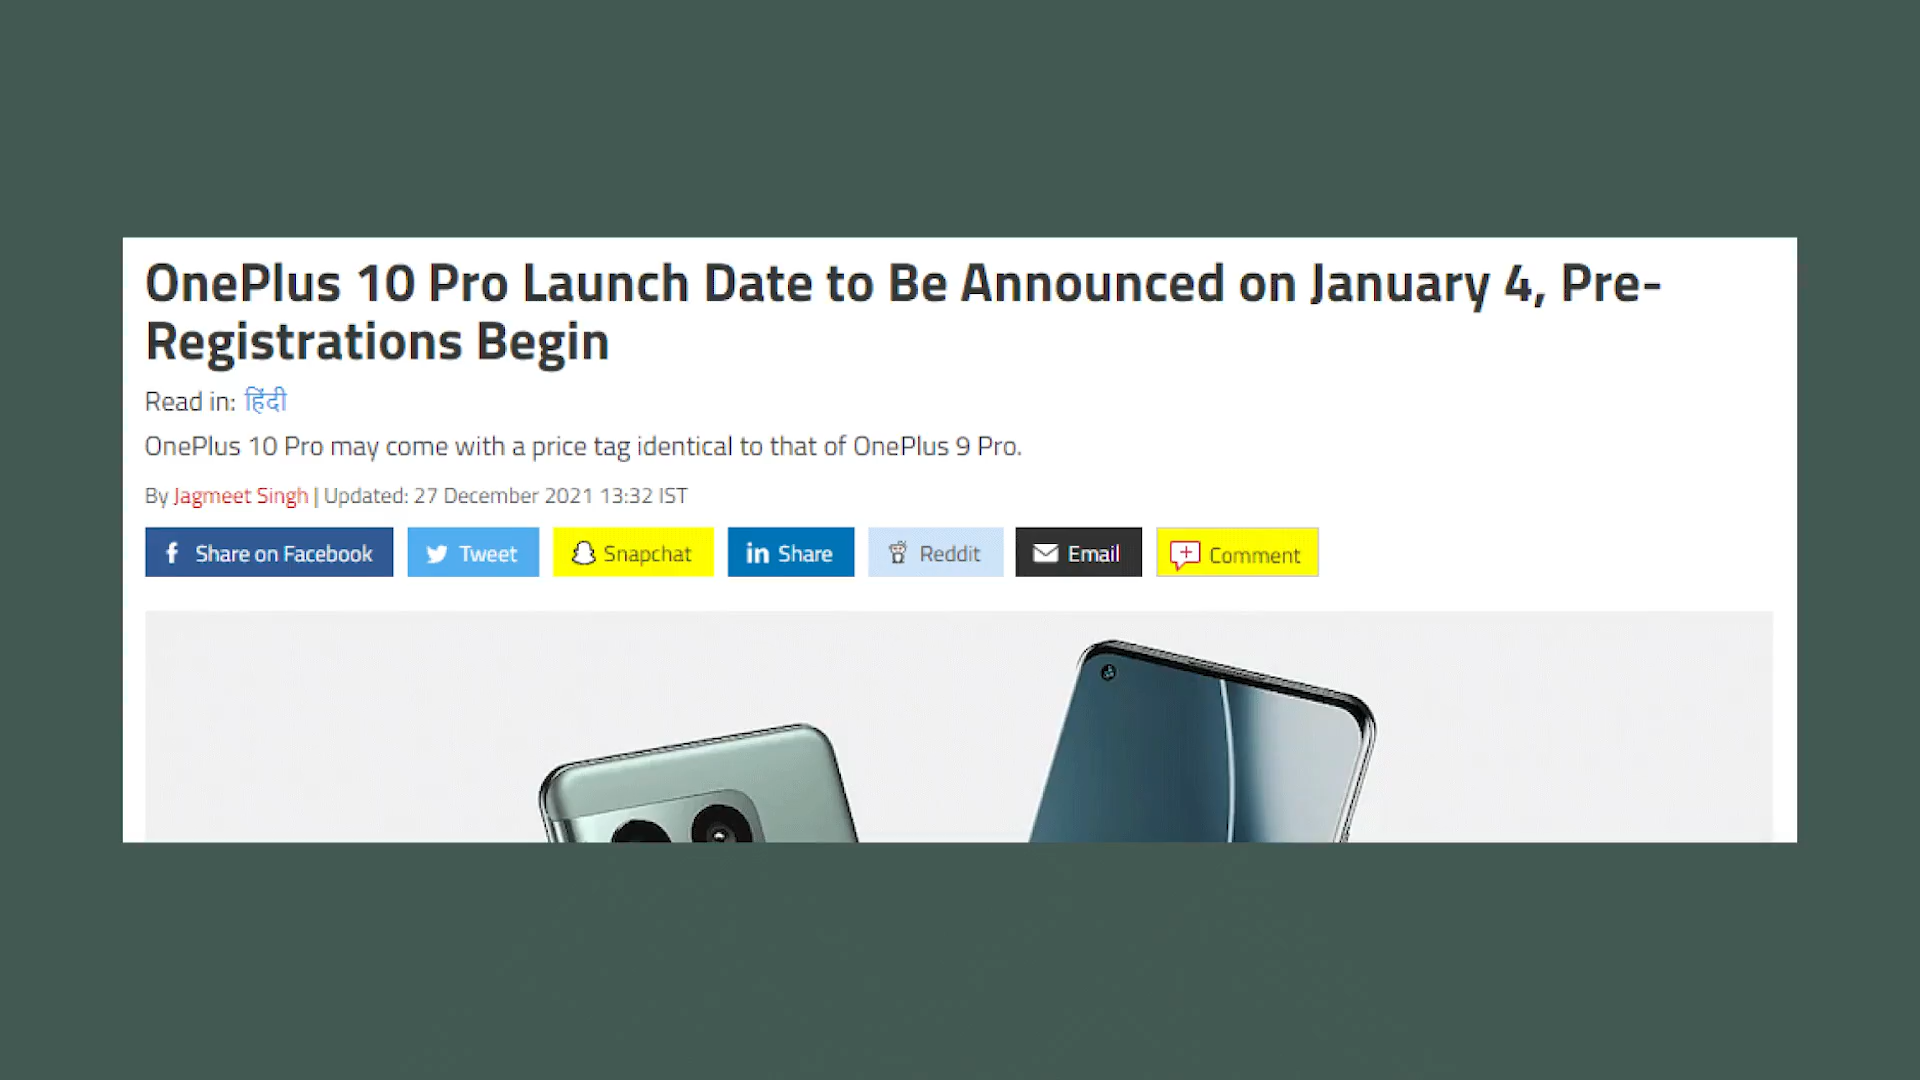 OnePlus 10 Pro Launch Date to Be Announced on January 4, Pre-
Registrations Begin
Read in: हिंदी
OnePlus 10 Pro may come with a price tag identical to that of OnePlus 9 Pro.
By Jagmeet Singh | Updated: 27 December 2021 13:32 IST
Share on Facebook Tweet Snapchat in Share Reddit Email Comment